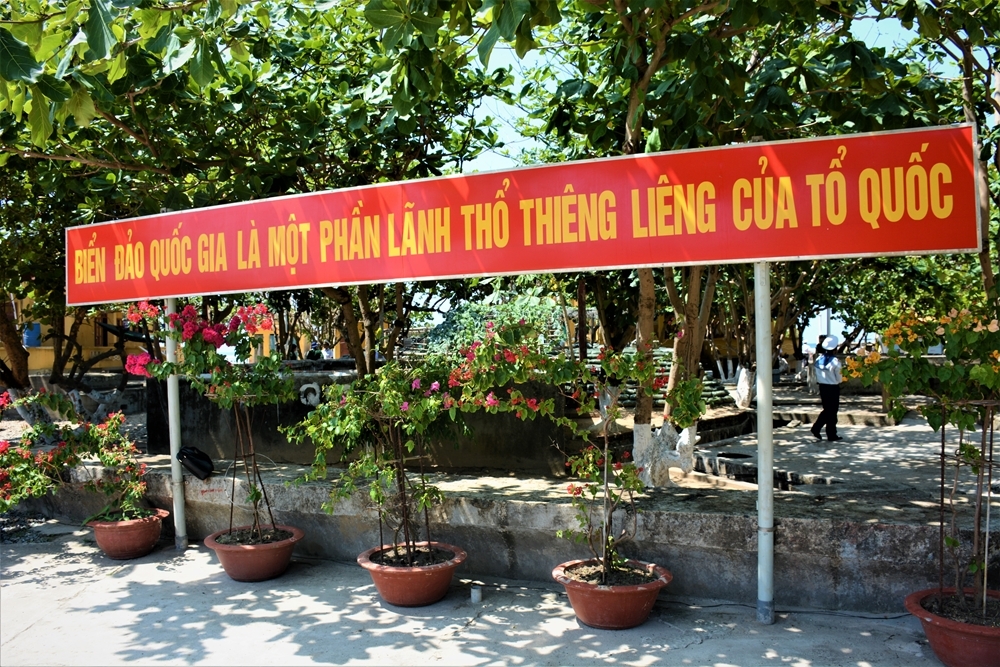 BIỂN ĐẢO QUỐC GIA LÀ MỘT PHẦN LÃNH THỔ THIÊNG LIÊNG CỦA TỔ QUỐC